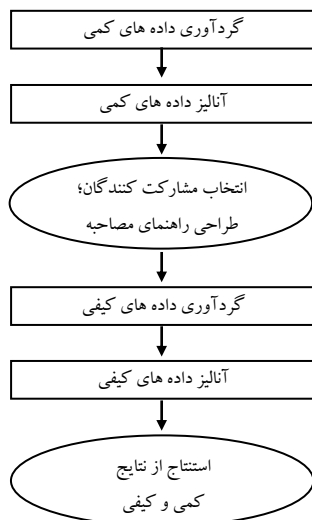 گردآوری داده های کمی
آنالیز داده های کمی
انتخاب مشارکت کنندگان؛
طراحی راهنمای مصاحبه
گردآوری داده های کیفی
آنالیز داده های کیفی
استنتاج از نتایج
کمی و کیفی